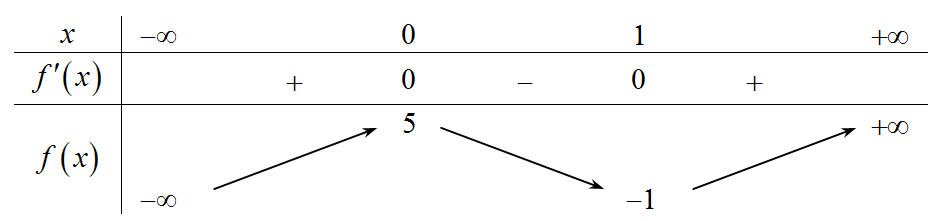 x −∞ 0 1 +∞
f′(x) + 0 − 0 +
5 +∞
f(x)
−∞ −1